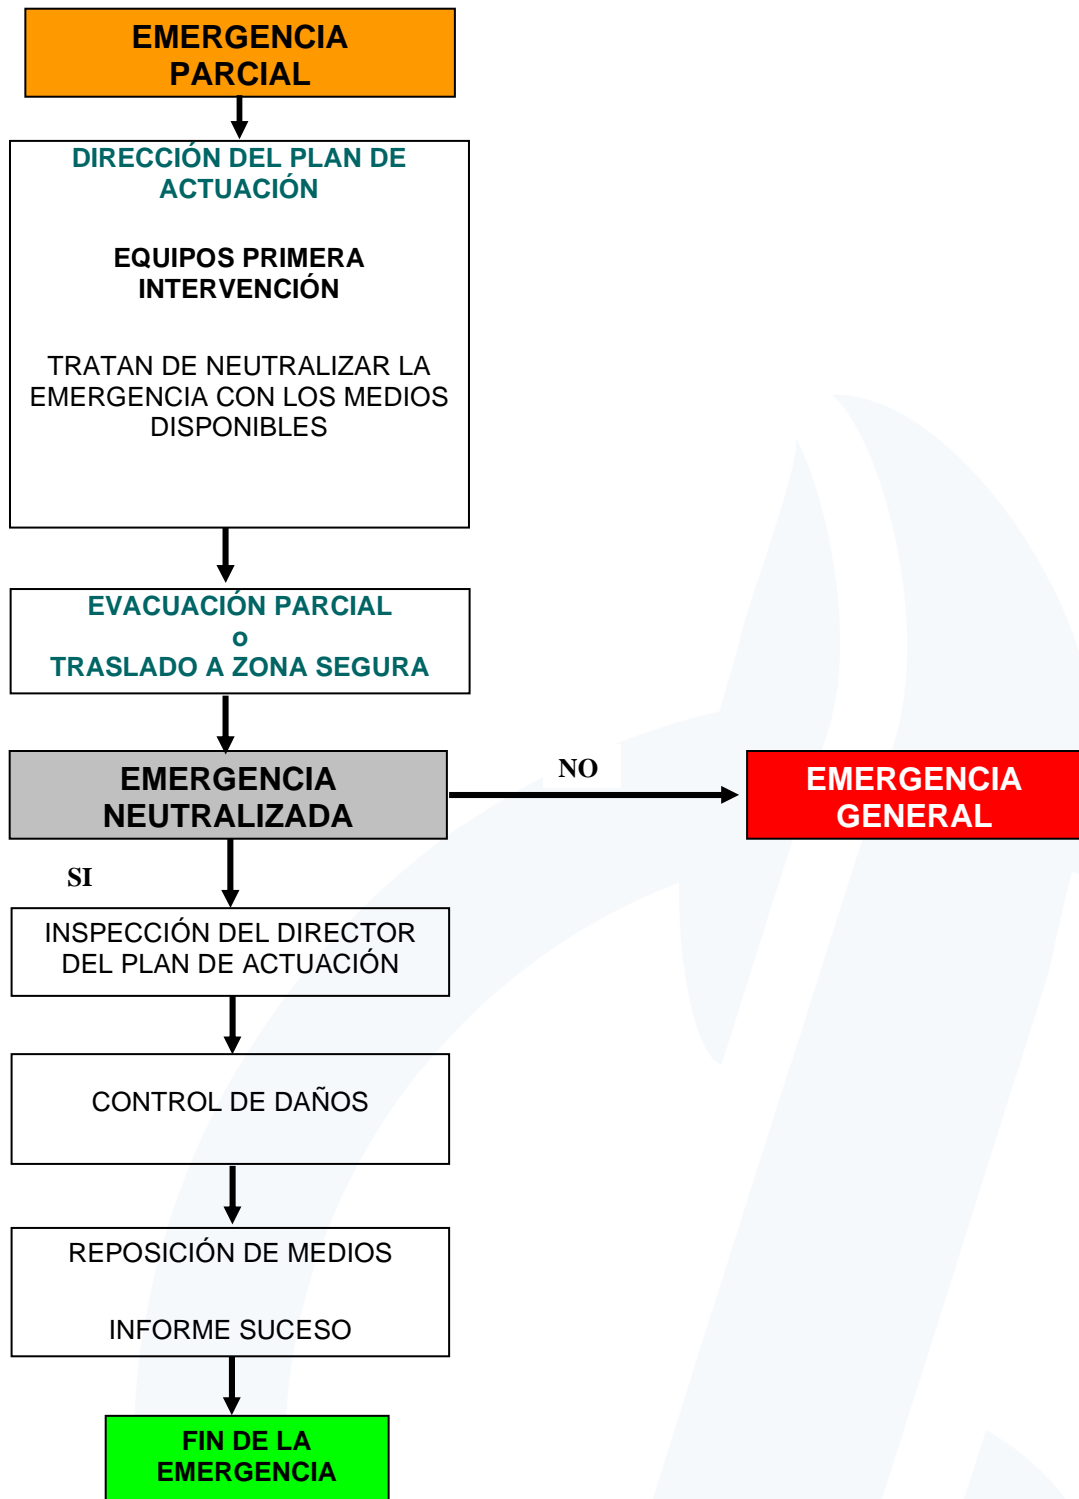 EMERGENCIA
PARCIAL
DIRECCIÓN DEL PLAN DE
ACTUACIÓN
EQUIPOS PRIMERA
INTERVENCIÓN
TRATAN DE NEUTRALIZAR LA
EMERGENCIA CON LOS MEDIOS
DISPONIBLES
EVACUACIÓN PARCIAL
o
TRASLADO A ZONA SEGURA
EMERGENCIA
NEUTRALIZADA
NO
EMERGENCIA
GENERAL
SI
INSPECCIÓN DEL DIRECTOR
DEL PLAN DE ACTUACIÓN
CONTROL DE DAÑOS
REPOSICIÓN DE MEDIOS
INFORME SUCESO
FIN DE LA
EMERGENCIA